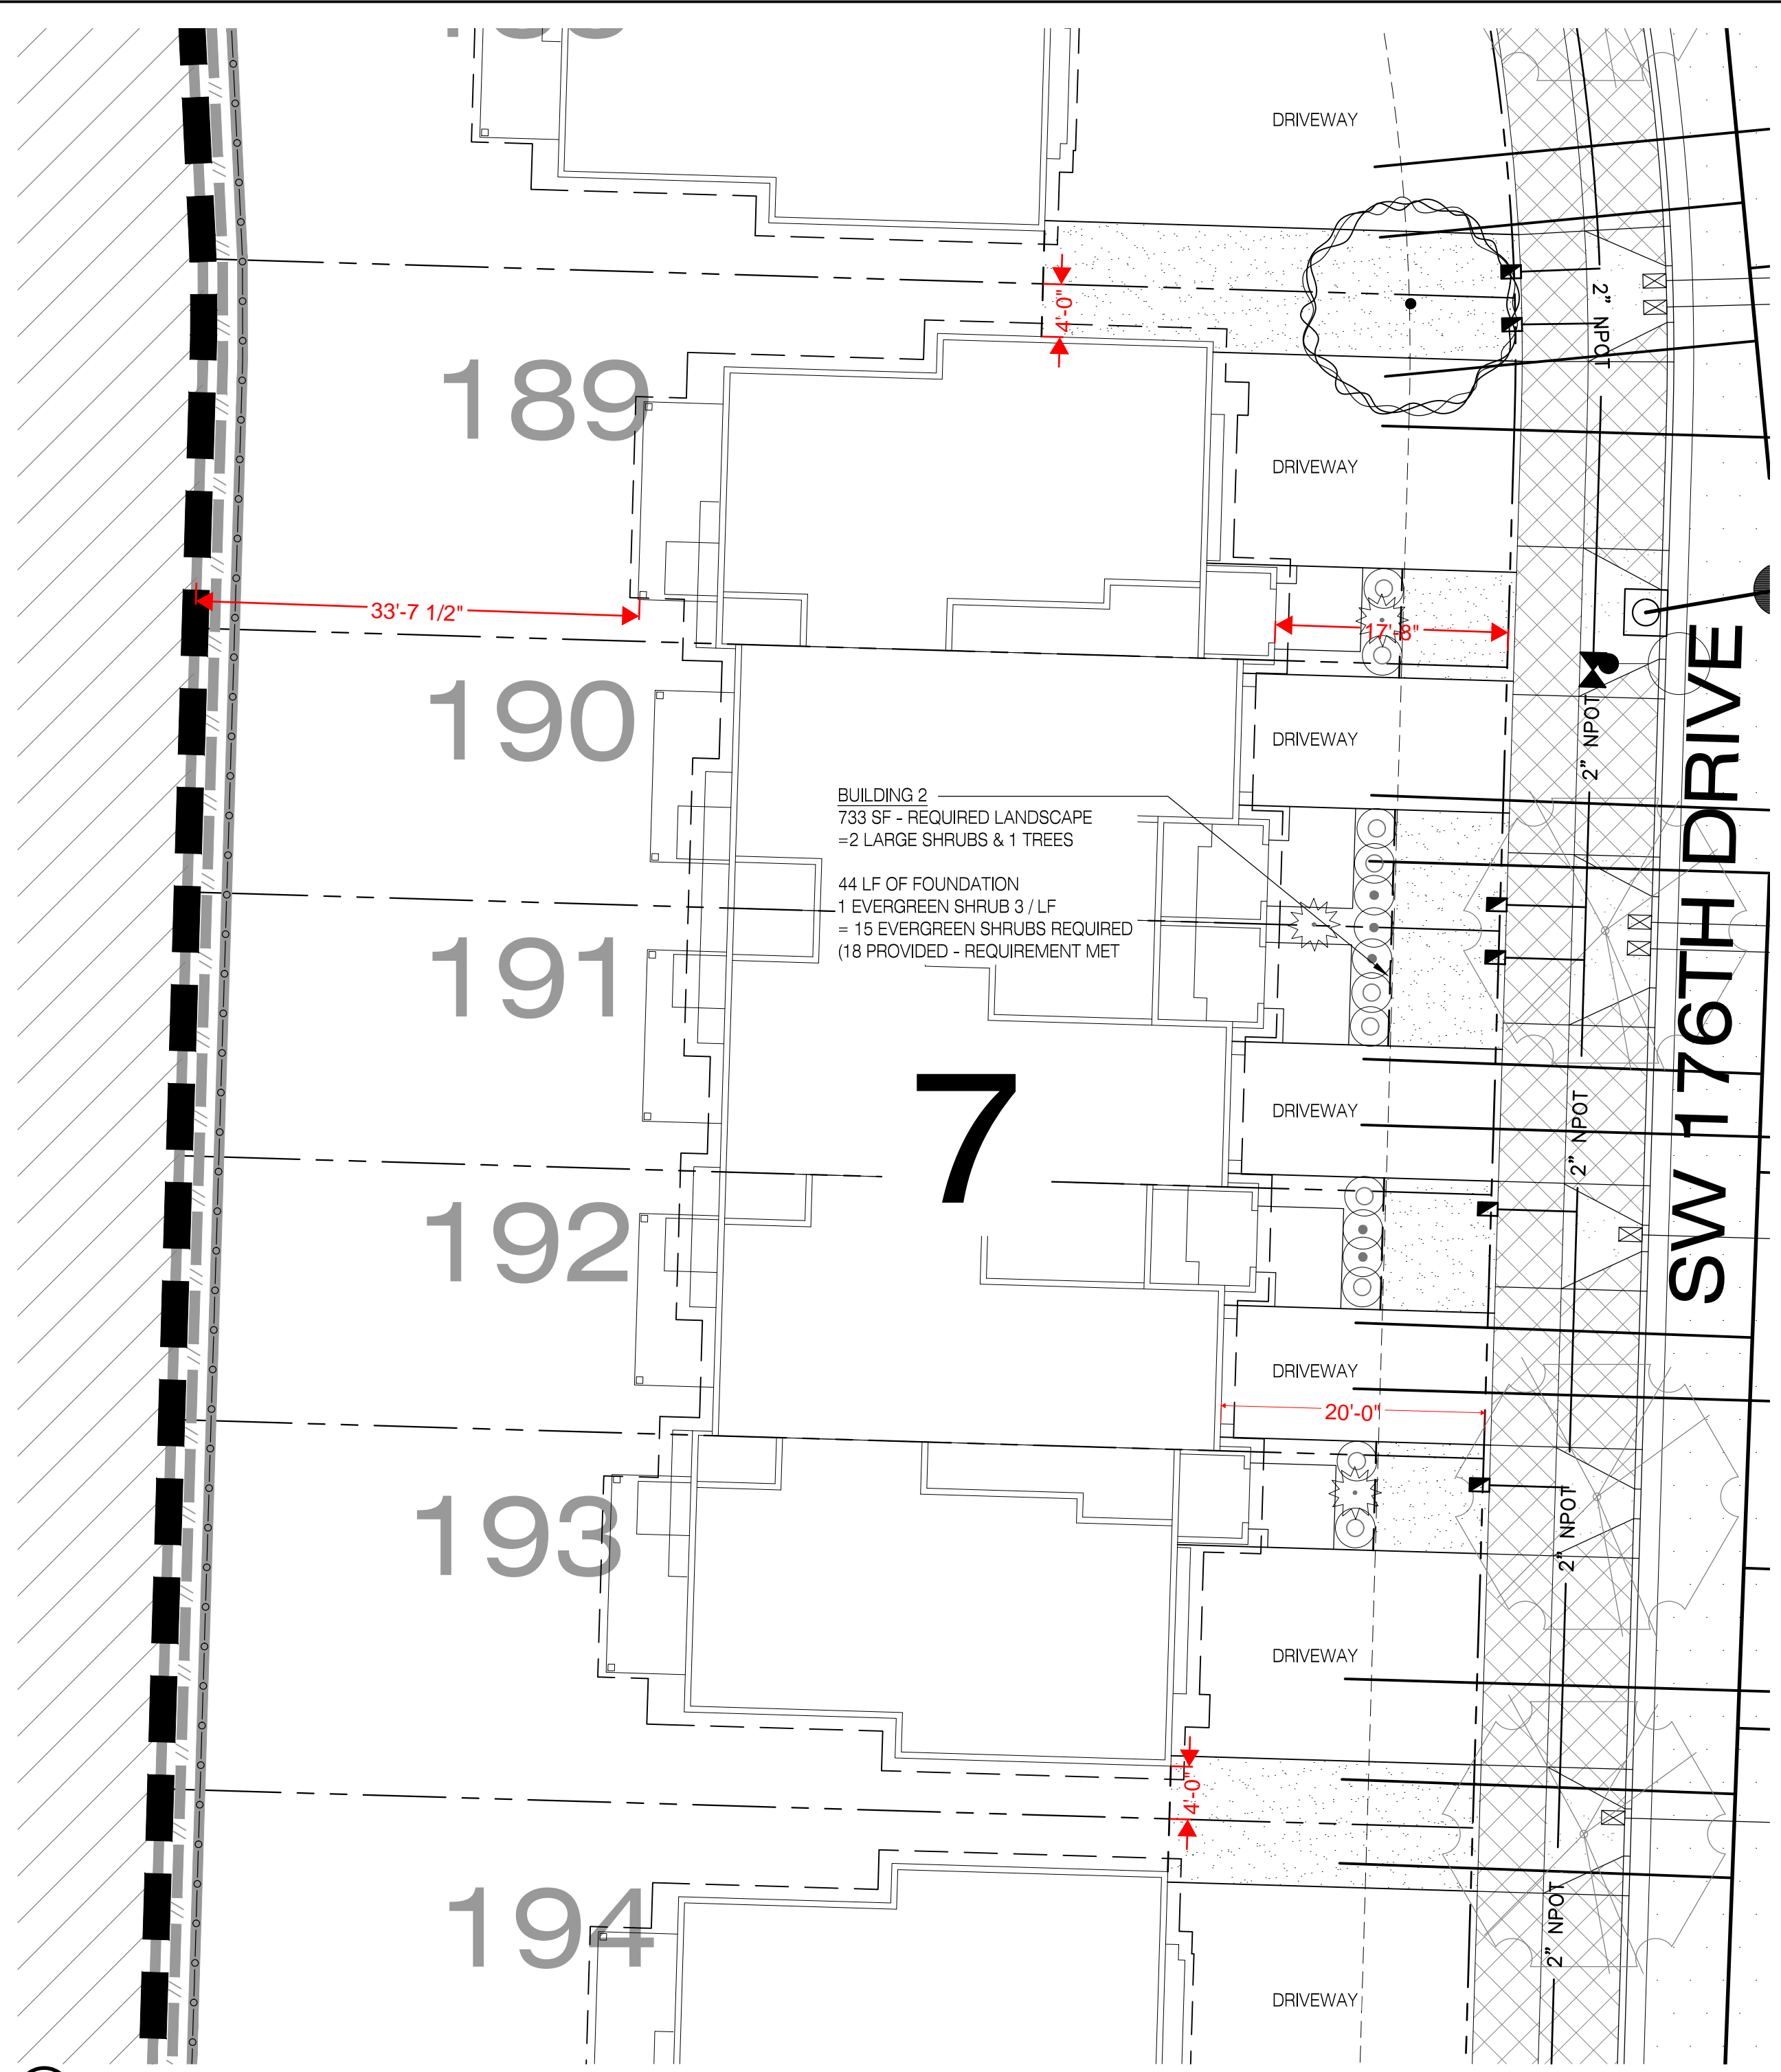 DRIVEWAY
2" NPOT
4'-0"
189
DRIVEWAY
33'-7 1/2"
17'-8"
190
2" NPOT
DRIVEWAY
SW 176TH DRIVE
BUILDING 2
733 SF - REQUIRED LANDSCAPE
=2 LARGE SHRUBS & 1 TREES
44 LF OF FOUNDATION
1 EVERGREEN SHRUB 3 / LF
= 15 EVERGREEN SHRUBS REQUIRED
(18 PROVIDED - REQUIREMENT MET
191
7
DRIVEWAY
2" NPOT
192
DRIVEWAY
20'-0"
193
2" NPOT
DRIVEWAY
4'-0"
194
2" NPOT
DRIVEWAY